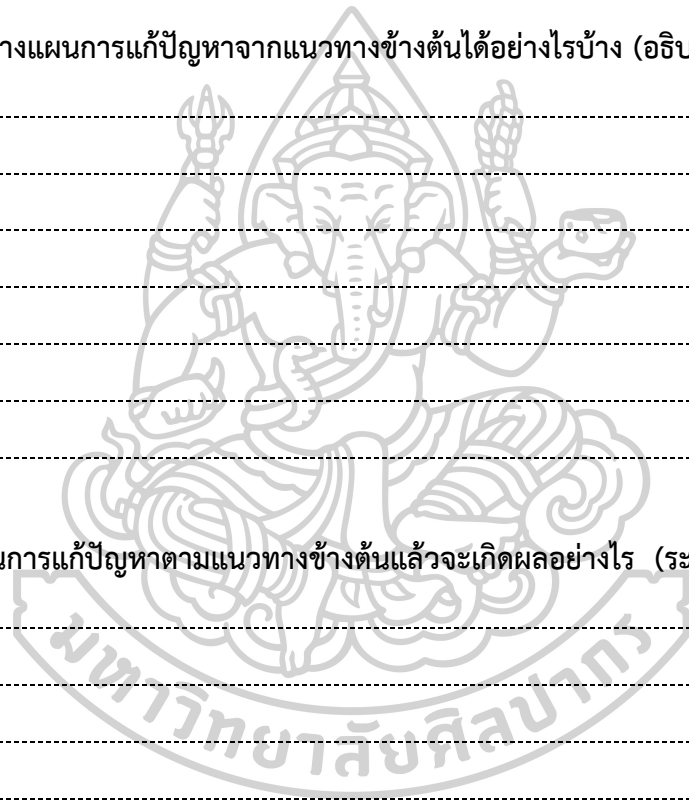 างแผนการแก้ปัญหาจากแนวทางข้างต้นได้อย่างไรบ้าง (อธิบ
นการแก้ปัญหาตามแนวทางข้างต้นแล้วจะเกิดผลอย่างไร (ระ
มหาวิทยาลัยศิลปากร